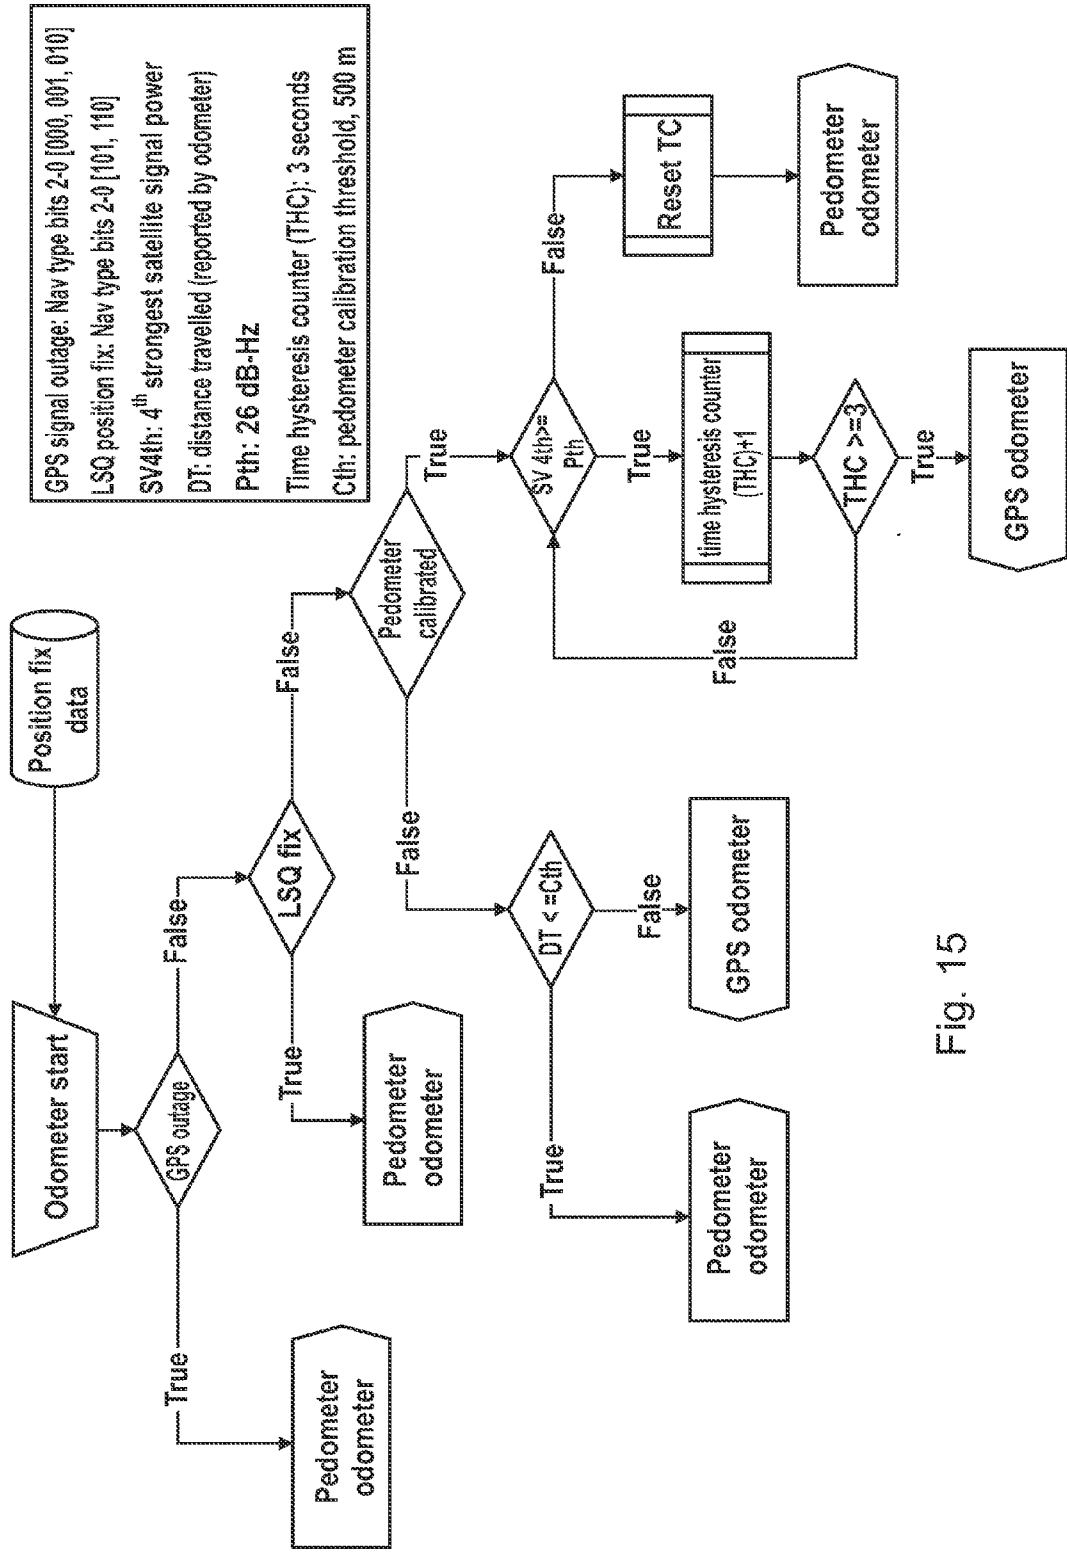 Position fix
data
Odometer start
GPS outage
True
False
Pedometer
odometer
LSQ fix
True
False
Pedometer
odometer
Pedometer
calibrated
False
True
DT < =Cth
True
False
Pedometer
odometer
GPS odometer
SV 4th>=
Pth
True
False
time hysteresis counter
(THC)+1
THC >=3
False
True
GPS odometer
Reset TC
Pedometer
odometer
GPS signal outage: Nav type bits 2-0 [000, 001, 010]
LSQ position fix: Nav type bits 2-0 [101, 110]
SV4th: 4th strongest satellite signal power
DT: distance travelled (reported by odometer)
Pth: 26 dB-Hz
Time hysteresis counter (THC): 3 seconds
Cth: pedometer calibration threshold, 500 m
Fig. 15